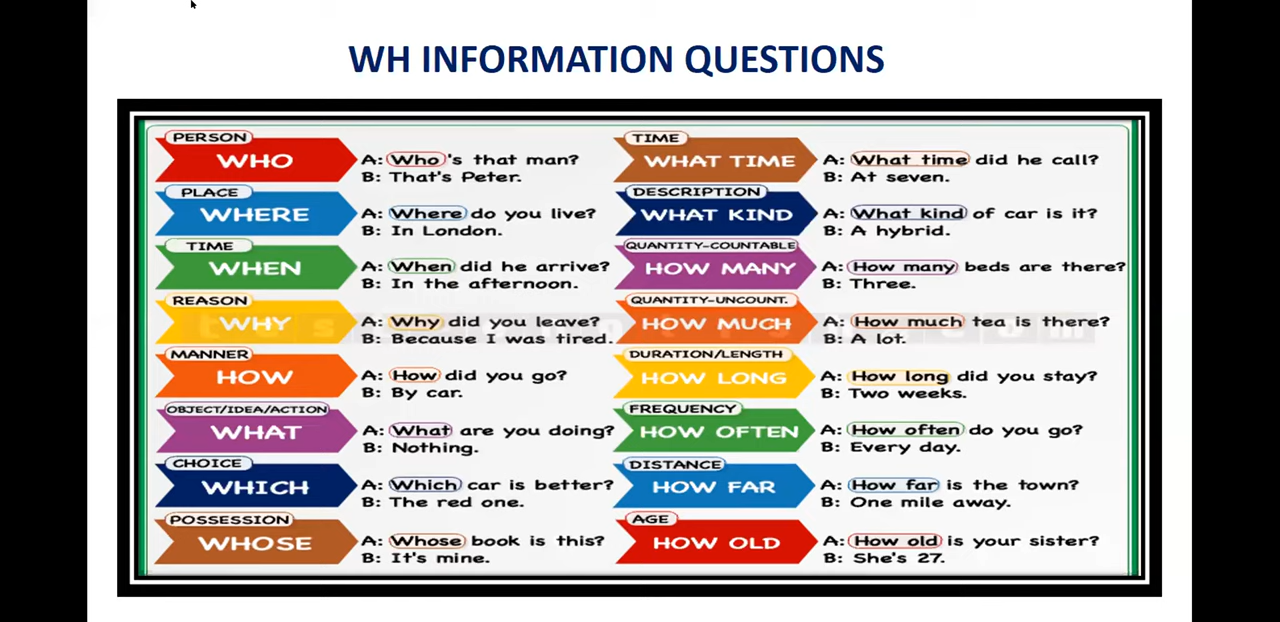 WH INFORMATION QUESTIONS
PERSON
WHO
A: Who's that man?
B: That's Peter.
PLACE
WHERE
A: Where do you live?
B: In London.
TIME
WHEN
A: When did he arrive?
B: In the afternoon.
REASON
WHY
A: Why did you leave?
B: Because I was tired.
MANNER
HOW
A: How did you go?
B: By car.
OBJECT/IDEA/ACTION
WHAT
A: What are you doing?
B: Nothing.
CHOICE
WHICH
A: Which car is better?
B: The red one.
POSSESSION
WHOSE
A: Whose book is this?
B: It's mine.
TIME
WHAT TIME
A: What time did he call?
B: At seven.
DESCRIPTION
WHAT KIND
A: What kind of car is it?
B: A hybrid.
QUANTITY-COUNTABLE
HOW MANY
A: How many beds are there?
B: Three.
QUANTITY-UNCOUNT.
HOW MUCH
A: How much tea is there?
B: A lot.
DURATION/LENGTH
HOW LONG
A: How long did you stay?
B: Two weeks.
FREQUENCY
HOW OFTEN
A: How often do you go?
B: Every day.
DISTANCE
HOW FAR
A: How far is the town?
B: One mile away.
AGE
HOW OLD
A: How old is your sister?
B: She's 27.